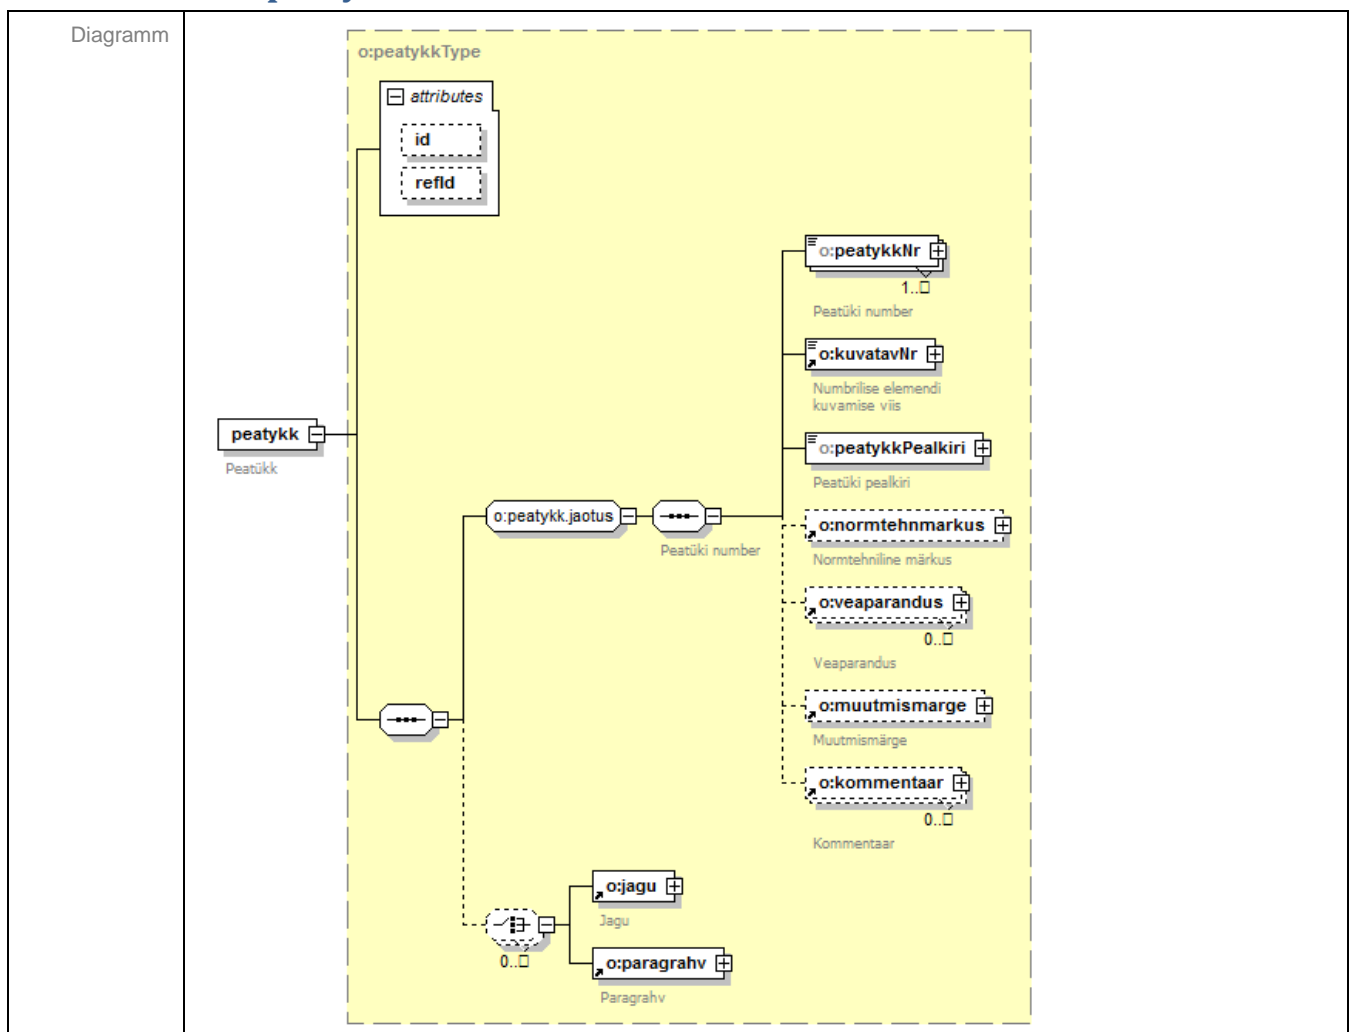 Diagramm
o:peatykkType
attributes
id
refId
o:peatykkNr
1..□
Peatüki number
o:kuvatavNr
Numbrilise elemendi
kuvamise viis
peatykk
Peatükk
o:peatykkPealkiri
Peatüki pealkiri
o:peatykk.jaotus
Peatüki number
o:normtehnmarkus
Normtehniline märkus
o:veaparandus
0..□
Veaparandus
o:muutmismarge
Muutmismärge
o:kommentaar
0..□
Kommentaar
o:jagu
Jagu
0..□
o:paragrahv
Paragrahv